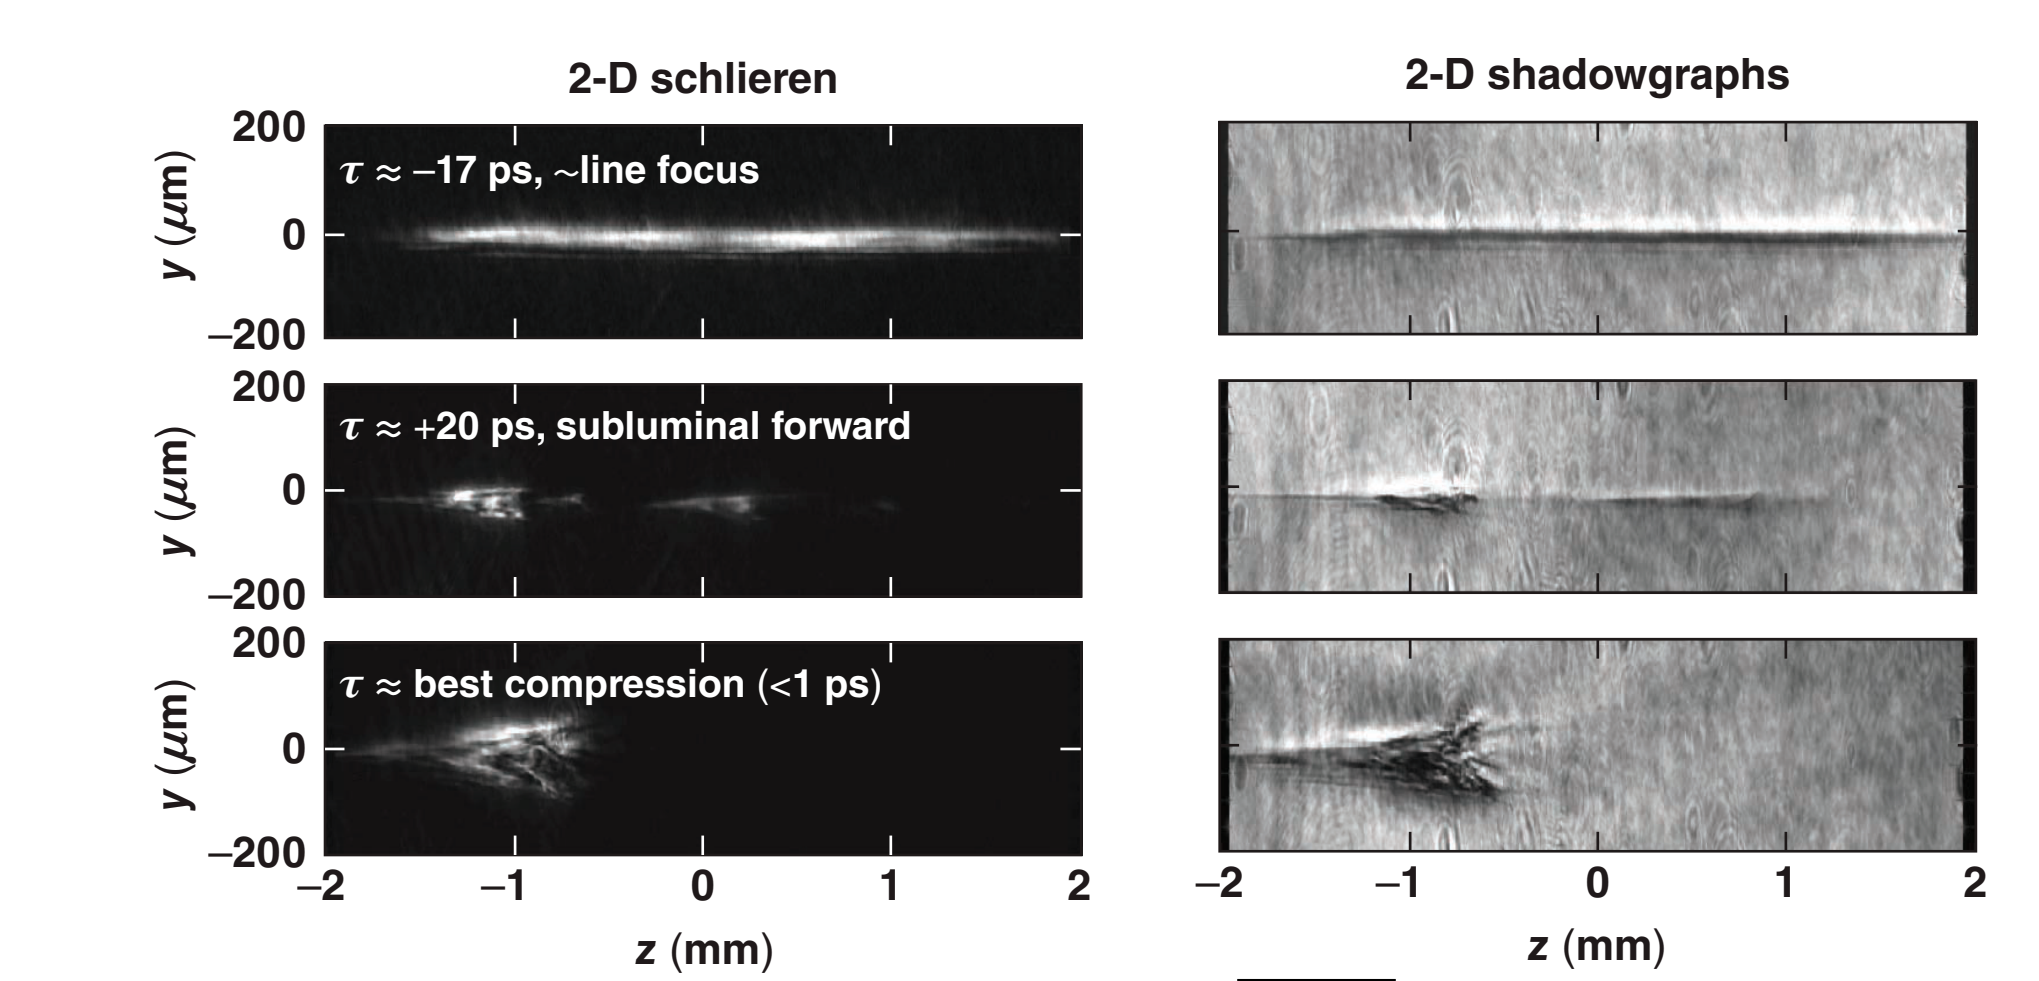 2-D schlieren
2-D shadowgraphs
200
0
–200
y (μm)
τ ≈ –17 ps, ~line focus
200
0
–200
y (μm)
τ ≈ +20 ps, subluminal forward
200
0
–200
y (μm)
τ ≈ best compression (<1 ps)
–2 –1 0 1 2
z (mm)
–2 –1 0 1 2
z (mm)